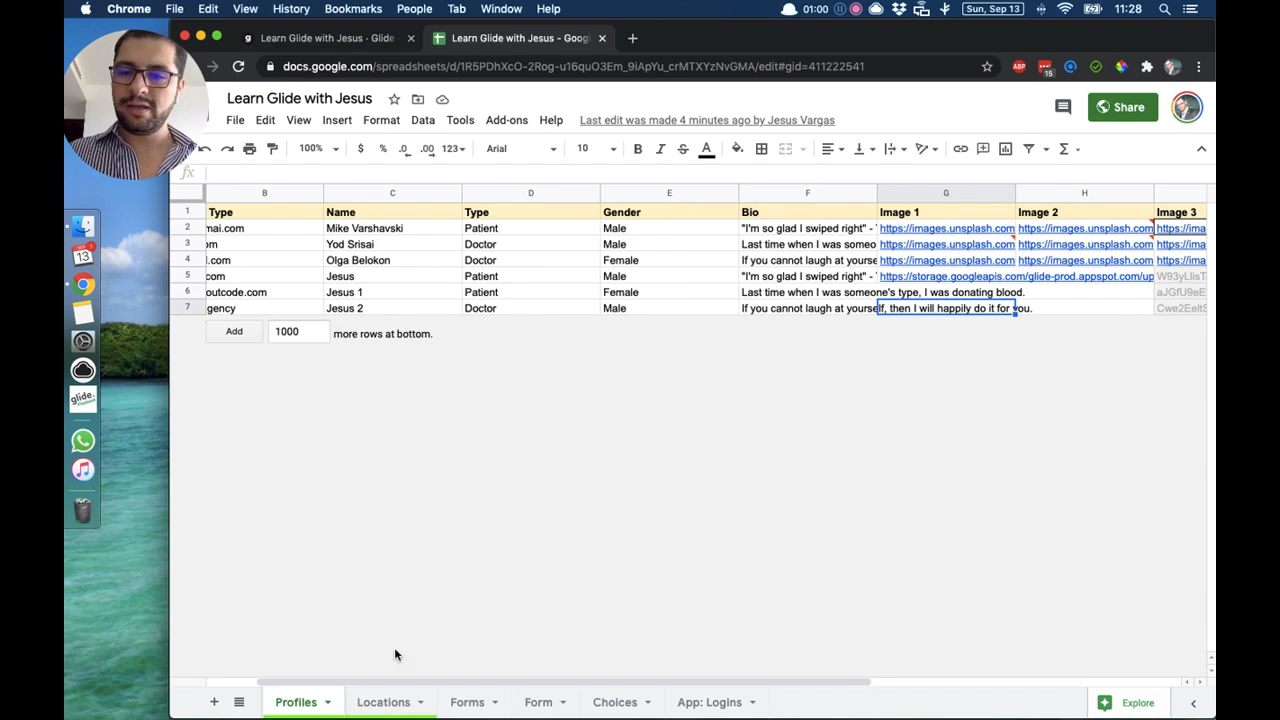 Chrome File Edit View History Bookmarks People Tab Window Help 01:00 Sun, Sep 13 11:28
Learn Glide with Jesus · Glide Learn Glide with Jesus - Goog
docs.google.com/spreadsheets/d/1R5PDhXcO-2Rog-u16quO3Em_9iApYu_crMTXYzNvGMA/edit#gid=411222541 ABP 15
Learn Glide with Jesus Share
File Edit View Insert Format Data Tools Add-ons Help Last edit was made 4 minutes ago by Jesus Vargas
100% $ % .0 .00 123 Arial 10 B I S A
fx
B C D E F G H
1 Type Name Type Gender Bio Image 1 Image 2 Image 3
2 mai.com Mike Varshavski Patient Male "I'm so glad I swiped right" - https://images.unsplash.com https://images.unsplash.com https://ima
3 om Yod Srisai Doctor Male Last time when I was someo https://images.unsplash.com https://images.unsplash.com https://ima
4 l.com Olga Belokon Doctor Female If you cannot laugh at yourse https://images.unsplash.com https://images.unsplash.com https://ima
5 com Jesus Patient Male "I'm so glad I swiped right" - https://storage.googleapis.com/glide-prod.appspot.com/up W93yLlisT
6 outcode.com Jesus 1 Patient Female Last time when I was someone's type, I was donating blood. aJGfU9eE
7 gency Jesus 2 Doctor Male If you cannot laugh at yourself, then I will happily do it for you. Cwe2EeltS
Add 1000 more rows at bottom.
13
glide
Profiles Locations Forms Form Choices App: Logins Explore